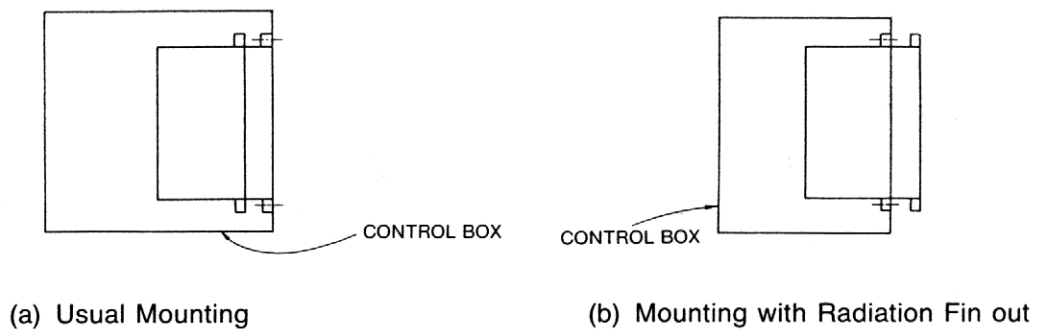 CONTROL BOX
CONTROL BOX
(a) Usual Mounting
(b) Mounting with Radiation Fin out